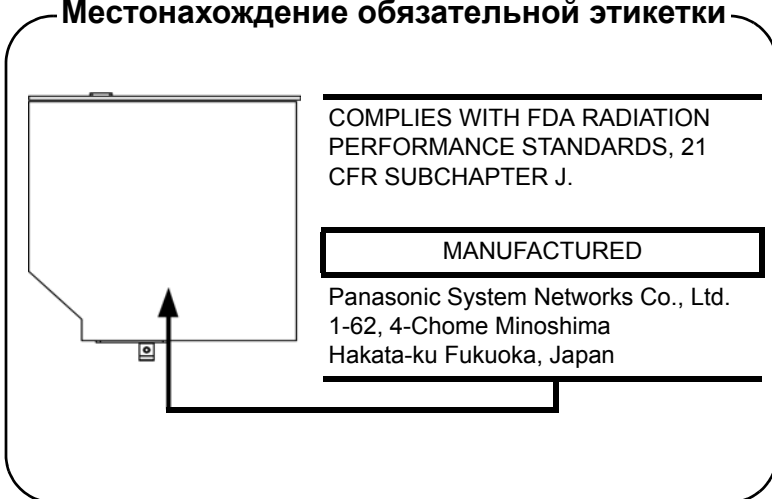 Местонахождение обязательной этикетки
COMPLIES WITH FDA RADIATION
PERFORMANCE STANDARDS, 21
CFR SUBCHAPTER J.
MANUFACTURED
Panasonic System Networks Co., Ltd.
1-62, 4-Chome Minoshima
Hakata-ku Fukuoka, Japan